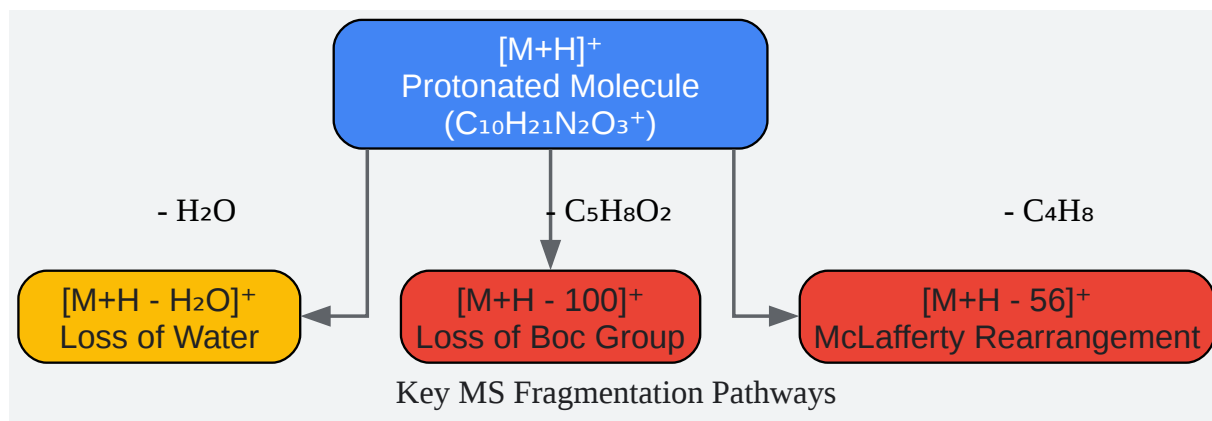 [M+H]⁺
Protonated Molecule
(C₁₀H₂₁N₂O₃⁺)
- H₂O
- C₅H₈O₂
- C₄H₈
[M+H - H₂O]⁺
Loss of Water
[M+H - 100]⁺
Loss of Boc Group
[M+H - 56]⁺
McLafferty Rearrangement
Key MS Fragmentation Pathways